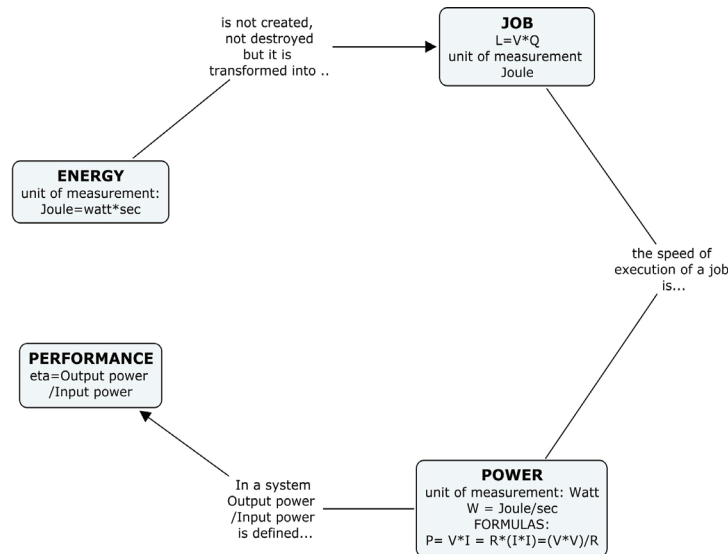 is not created,
not destroyed
but it is
transformed into ..
JOB
L=V*Q
unit of measurement
Joule
ENERGY
unit of measurement:
Joule=watt*sec
the speed of
execution of a job
is...
PERFORMANCE
eta=Output power
/Input power
In a system
Output power
/Input power
is defined...
POWER
unit of measurement: Watt
W = Joule/sec
FORMULAS:
P= V*I = R*(I*I)=(V*V)/R